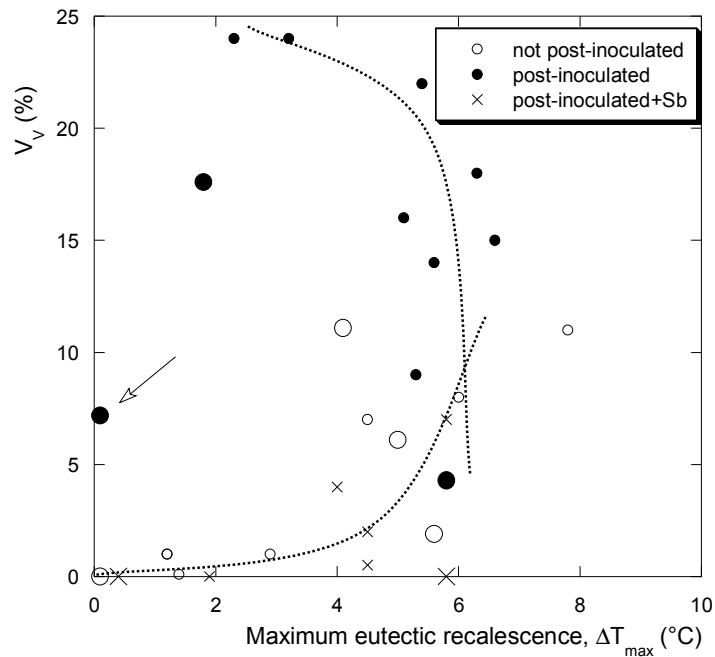 25
20
15
10
5
0
V_V (%)
not post-inoculated
post-inoculated
post-inoculated+Sb
0 2 4 6 8 10
Maximum eutectic recalescence, ΔT_max (°C)